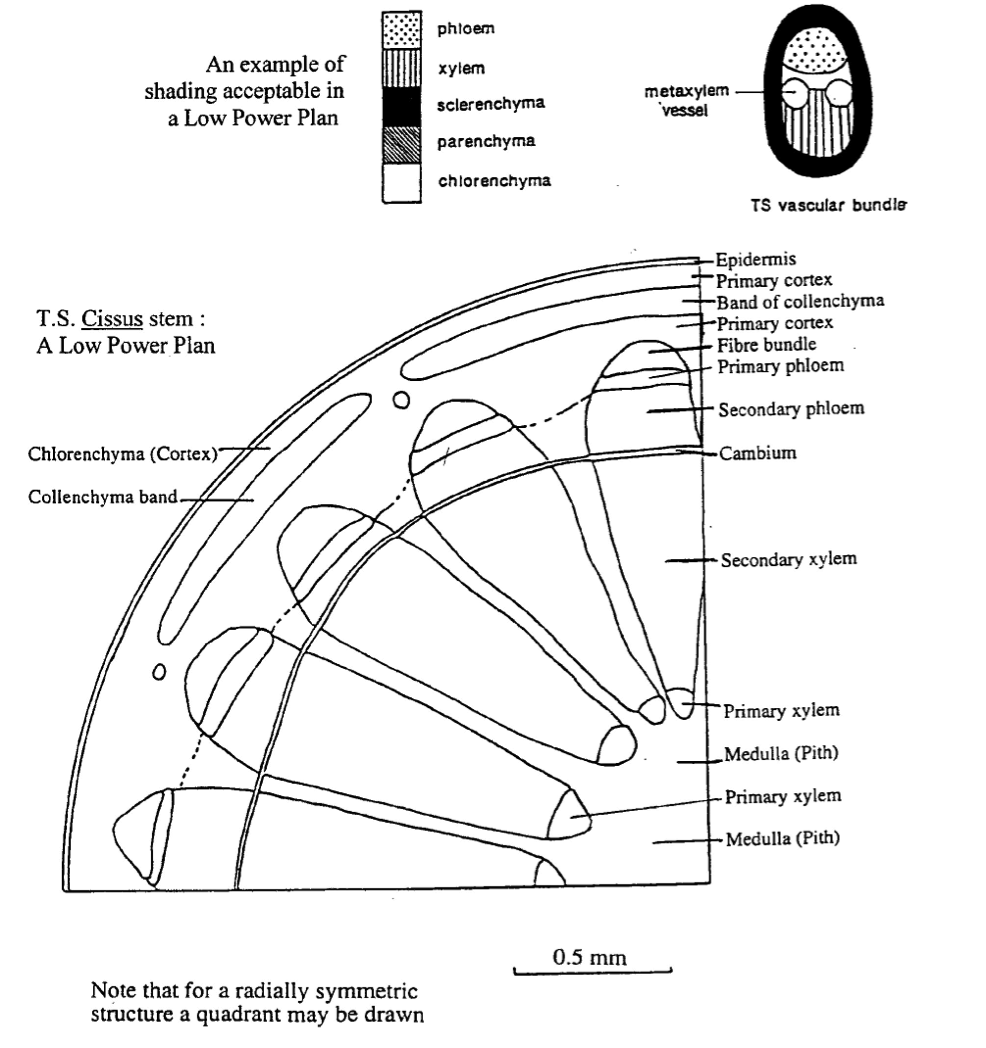 An example of
shading acceptable in
a Low Power Plan
phloem
xylem
sclerenchyma
parenchyma
chlorenchyma
metaxylem
vessel
TS vascular bundle
T.S. Cissus stem :
A Low Power Plan
Epidermis
Primary cortex
Band of collenchyma
Primary cortex
Fibre bundle
Primary phloem
Secondary phloem
Cambium
Chlorenchyma (Cortex)
Collenchyma band
Secondary xylem
Primary xylem
Medulla (Pith)
Primary xylem
Medulla (Pith)
0.5 mm
Note that for a radially symmetric
structure a quadrant may be drawn